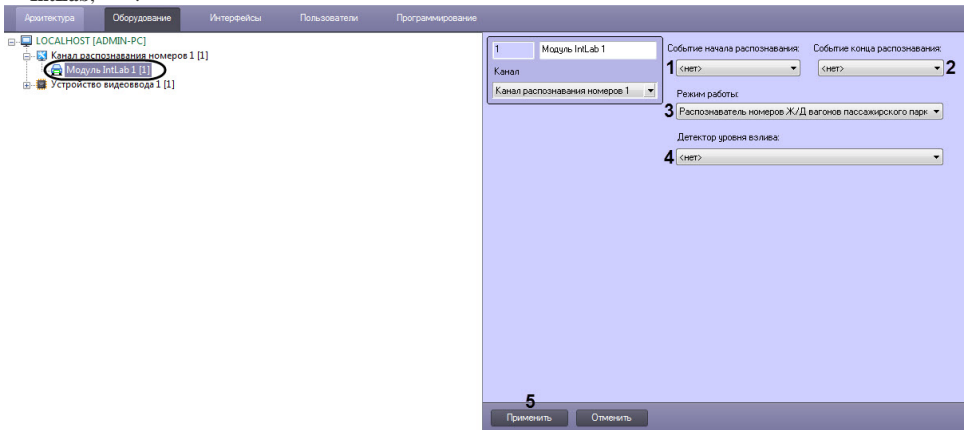 Архитектура Оборудование Интерфейсы Пользователи Программирование
LOCALHOST [ADMIN-PC]
Канал распознавания номеров 1 [1]
Модуль IntLab 1 [1]
Устройство видеоввода 1 [1]
1 Модуль IntLab 1
Канал
Канал распознавания номеров 1
Событие начала распознавания: Событие конца распознавания:
1 <нет> <нет> 2
Режим работы:
3 Распознаватель номеров Ж/Д вагонов пассажирского парк
Детектор уровня взлива:
4 <нет>
5
Применить Отменить